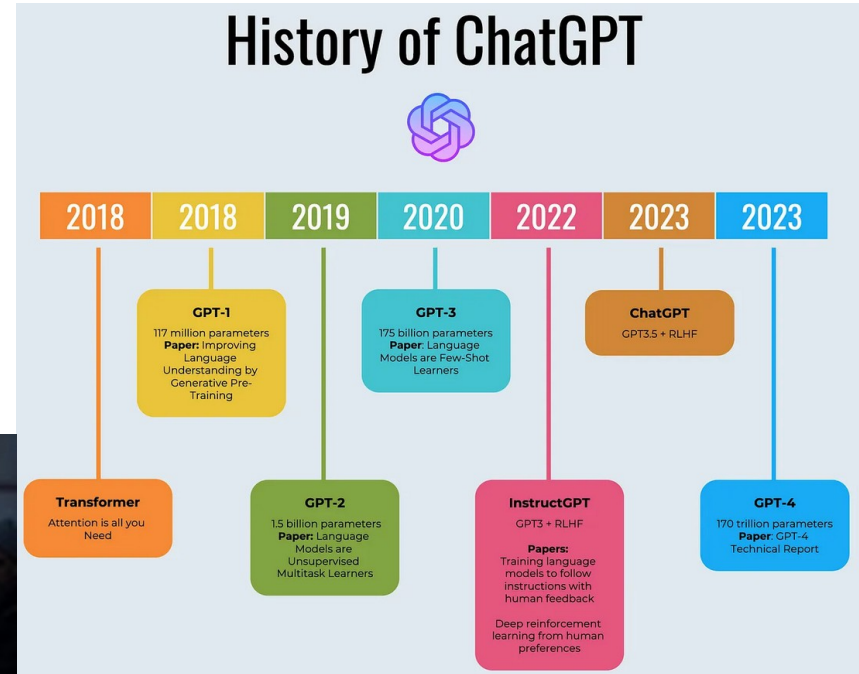 History of ChatGPT
2018
2018
2019
2020
2022
2023
2023
GPT-1
117 million parameters
Paper: Improving
Language
Understanding by
Generative Pre-
Training
GPT-3
175 billion parameters
Paper: Language
Models are Few-Shot
Learners
ChatGPT
GPT3.5 + RLHF
Transformer
Attention is all you
Need
GPT-2
1.5 billion parameters
Paper: Language
Models are
Unsupervised
Multitask Learners
InstructGPT
GPT3 + RLHF
Papers:
Training language
models to follow
instructions with
human feedback
Deep reinforcement
learning from human
preferences
GPT-4
170 trillion parameters
Paper: GPT-4
Technical Report